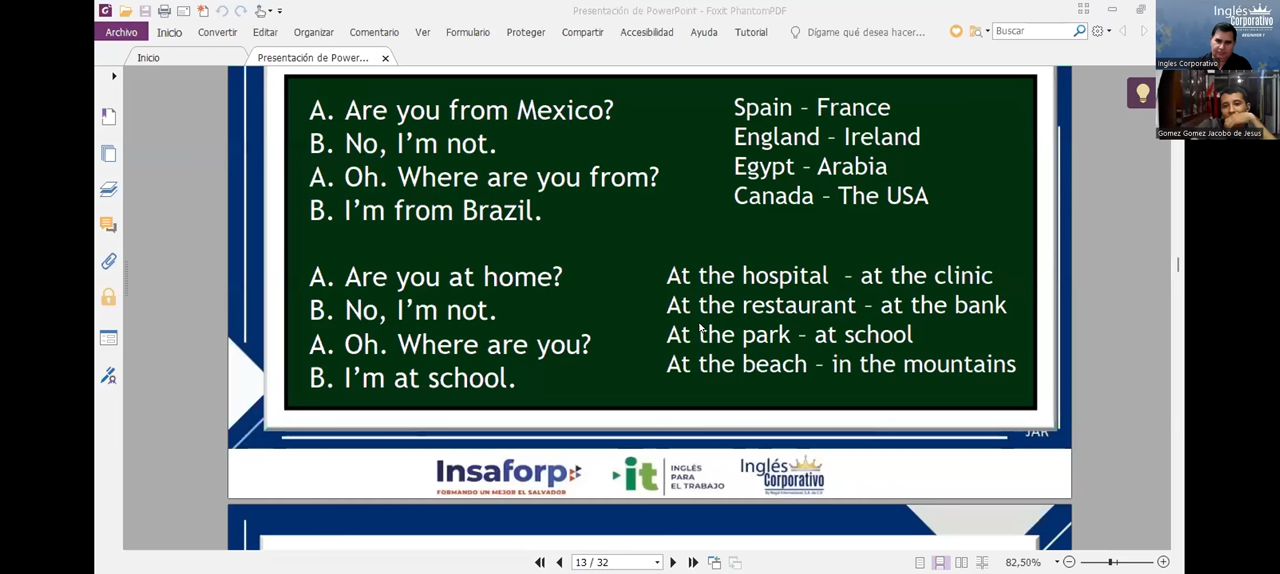 Presentación de PowerPoint - Foxit PhantomPDF
Archivo Inicio Convertir Editar Organizar Comentario Ver Formulario Proteger Compartir Accesibilidad Ayuda Tutorial Dígame qué desea hacer... Buscar
Inicio Presentación de Power...
Inglés
Corporativo
BEGINNER 1
Ingles Corporativo
Gomez Gomez Jacobo de Jesus
A. Are you from Mexico?
B. No, I'm not.
A. Oh. Where are you from?
B. I'm from Brazil.
Spain - France
England - Ireland
Egypt - Arabia
Canada - The USA
A. Are you at home?
B. No, I'm not.
A. Oh. Where are you?
B. I'm at school.
At the hospital - at the clinic
At the restaurant - at the bank
At the park - at school
At the beach - in the mountains
JAR
Insaforp
FORMANDO UN MEJOR EL SALVADOR
it
INGLÉS
PARA
EL TRABAJO
Inglés
Corporativo
13 / 32
82,50%